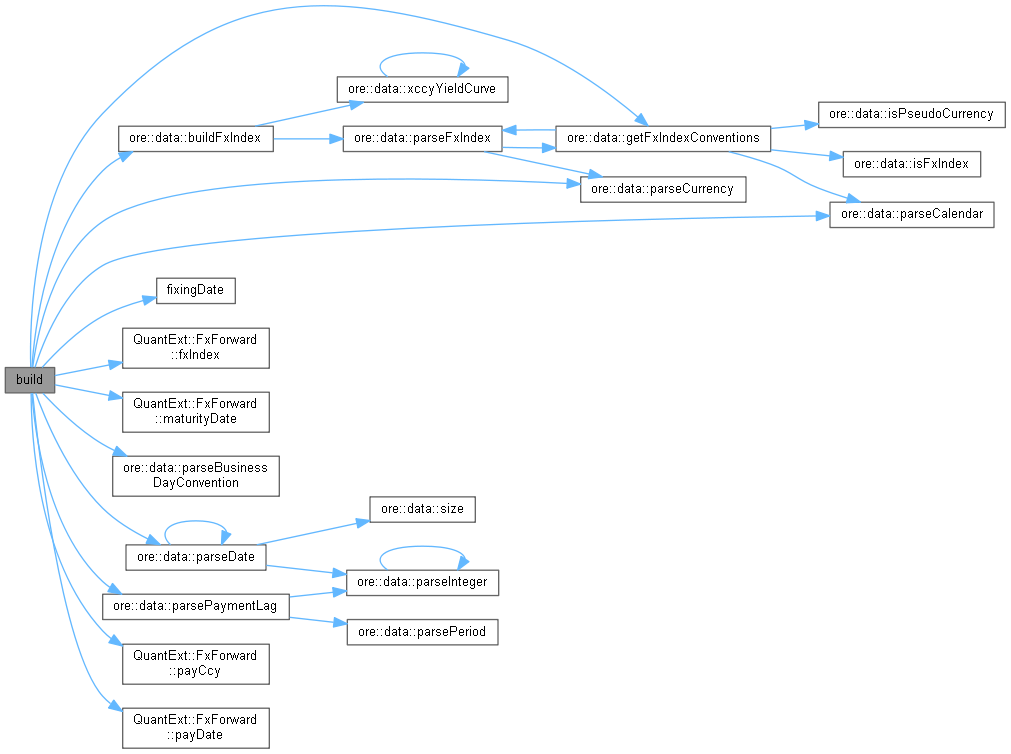 ore::data::xccyYieldCurve
ore::data::isPseudoCurrency
ore::data::buildFxIndex
ore::data::parseFxIndex
ore::data::getFxIndexConventions
ore::data::isFxIndex
ore::data::parseCurrency
ore::data::parseCalendar
fixingDate
QuantExt::FxForward
::fxIndex
build
QuantExt::FxForward
::maturityDate
ore::data::parseBusiness
DayConvention
ore::data::size
ore::data::parseDate
ore::data::parseInteger
ore::data::parsePaymentLag
ore::data::parsePeriod
QuantExt::FxForward
::payCcy
QuantExt::FxForward
::payDate